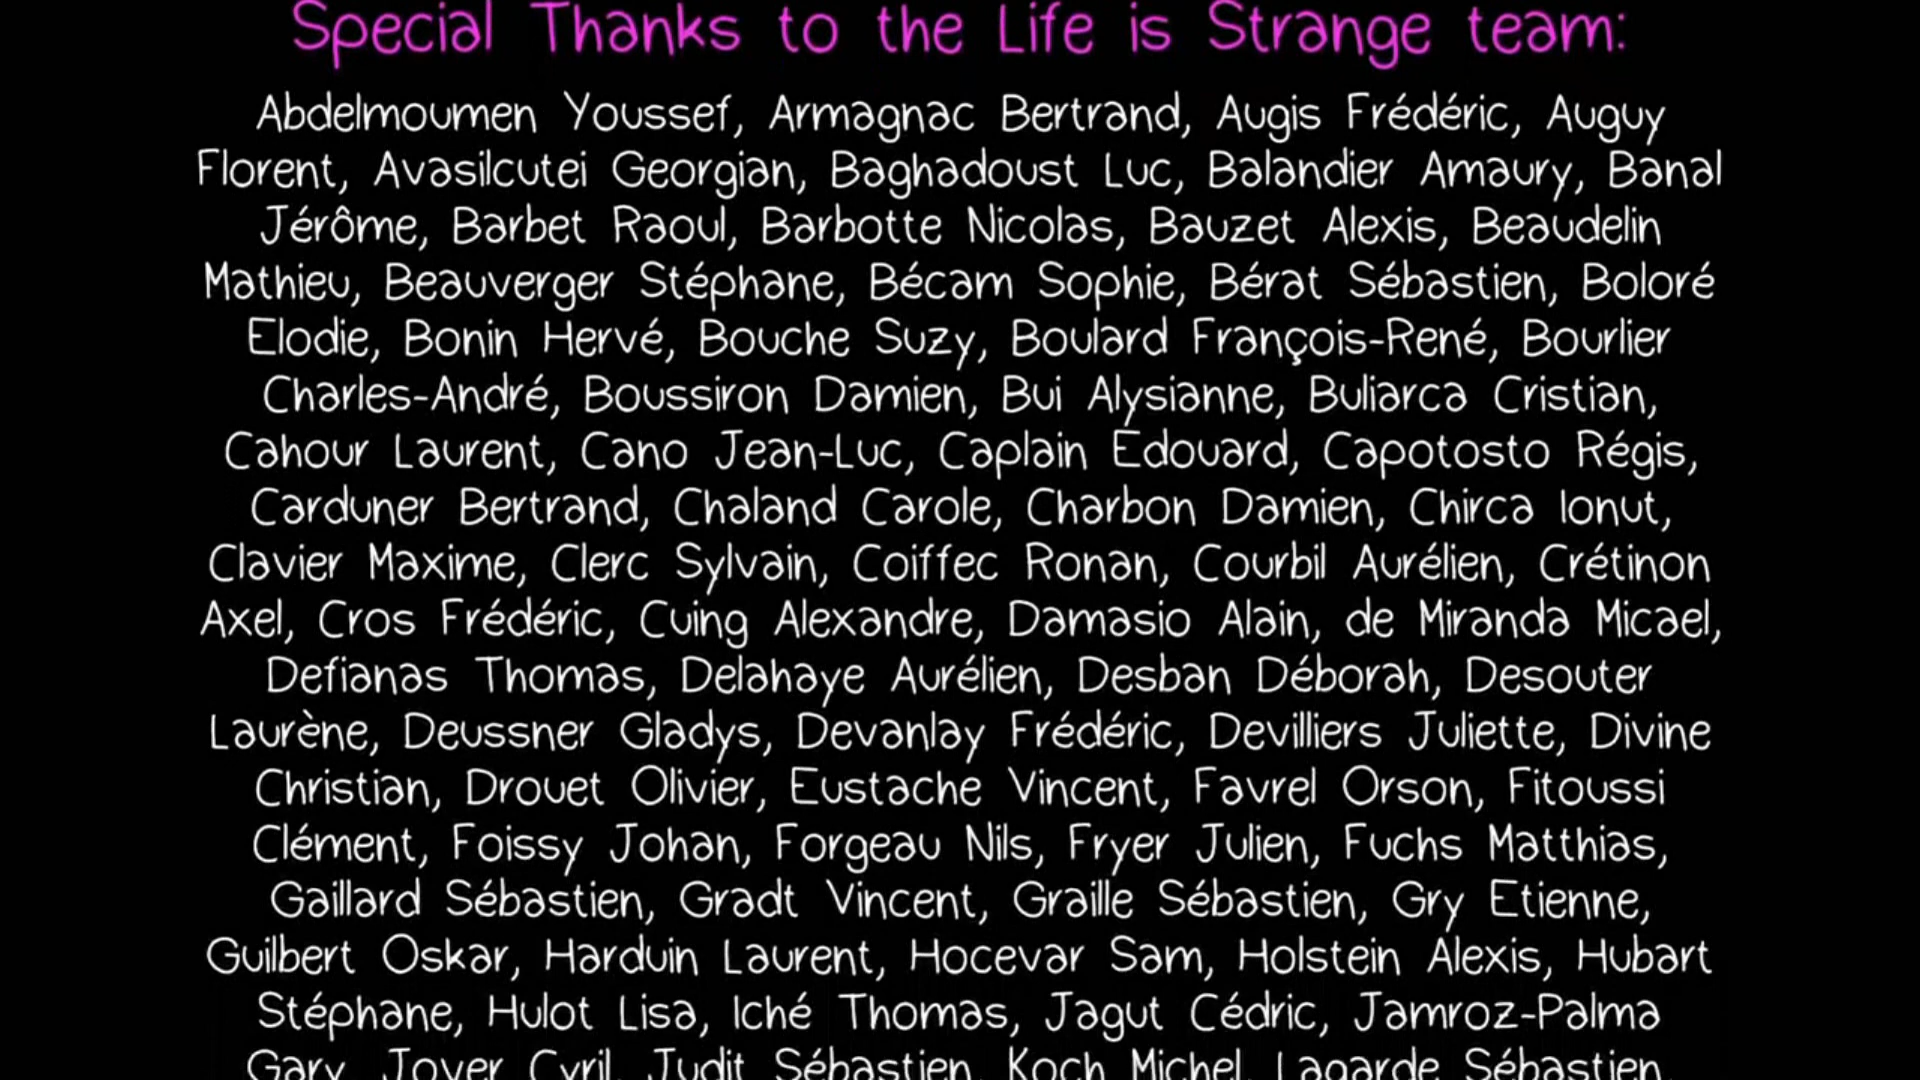 Special Thanks to the Life is Strange team:
Abdelmoumen Youssef, Armagnac Bertrand, Augis Frédéric, Auguy
Florent, Avasilcutei Georgian, Baghadoust Luc, Balandier Amaury, Banal
Jérôme, Barbet Raoul, Barbotte Nicolas, Bauzet Alexis, Beaudelin
Mathieu, Beauverger Stéphane, Bécam Sophie, Bérat Sébastien, Boloré
Elodie, Bonin Hervé, Bouche Suzy, Boulard François-René, Bourlier
Charles-André, Boussiron Damien, Bui Alysianne, Buliarca Cristian,
Cahour Laurent, Cano Jean-Luc, Caplain Édouard, Capotosto Régis,
Carduner Bertrand, Chaland Carole, Charbon Damien, Chirca Ionut,
Clavier Maxime, Clerc Sylvain, Coiffec Ronan, Courbil Aurélien, Crétinon
Axel, Cros Frédéric, Cuing Alexandre, Damasio Alain, de Miranda Micael,
Defianas Thomas, Delahaye Aurélien, Desban Déborah, Desouter
Laurène, Deussner Gladys, Devanlay Frédéric, Devilliers Juliette, Divine
Christian, Drouet Olivier, Eustache Vincent, Favrel Orson, Fitoussi
Clément, Foissy Johan, Forgeau Nils, Fryer Julien, Fuchs Matthias,
Gaillard Sébastien, Gradt Vincent, Graille Sébastien, Gry Etienne,
Guilbert Oskar, Harduin Laurent, Hocevar Sam, Holstein Alexis, Hubart
Stéphane, Hulot Lisa, Iché Thomas, Jagut Cédric, Jamroz-Palma
Gary, Jover Cyril, Judit Sébastien, Koch Michel, Lagarde Sébastien,